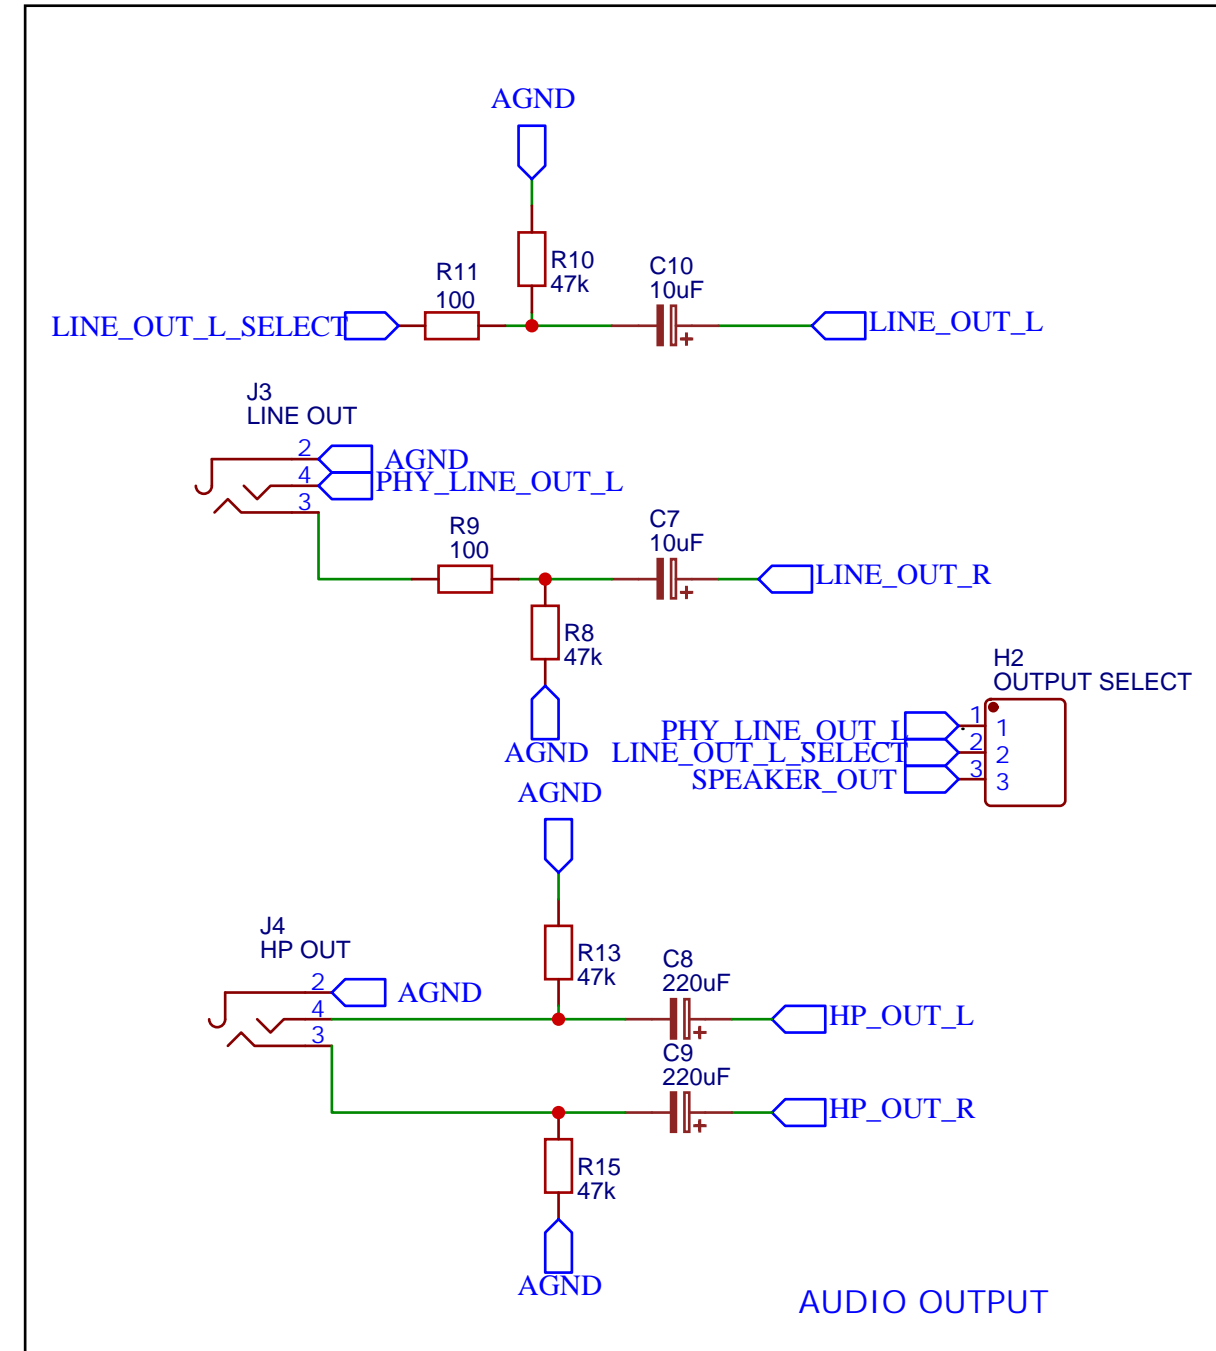 AGND
R10
47k
R11
100
C10
10uF
LINE_OUT_L_SELECT
LINE_OUT_L
J3
LINE OUT
2
AGND
4
PHY_LINE_OUT_L
3
R9
100
C7
10uF
LINE_OUT_R
R8
47k
AGND
H2
OUTPUT SELECT
PHY_LINE_OUT_L
1
1
LINE_OUT_L_SELECT
2
2
SPEAKER_OUT
3
3
AGND
J4
HP OUT
R13
47k
C8
220uF
2
AGND
4
3
HP_OUT_L
C9
220uF
HP_OUT_R
R15
47k
AGND
AUDIO OUTPUT